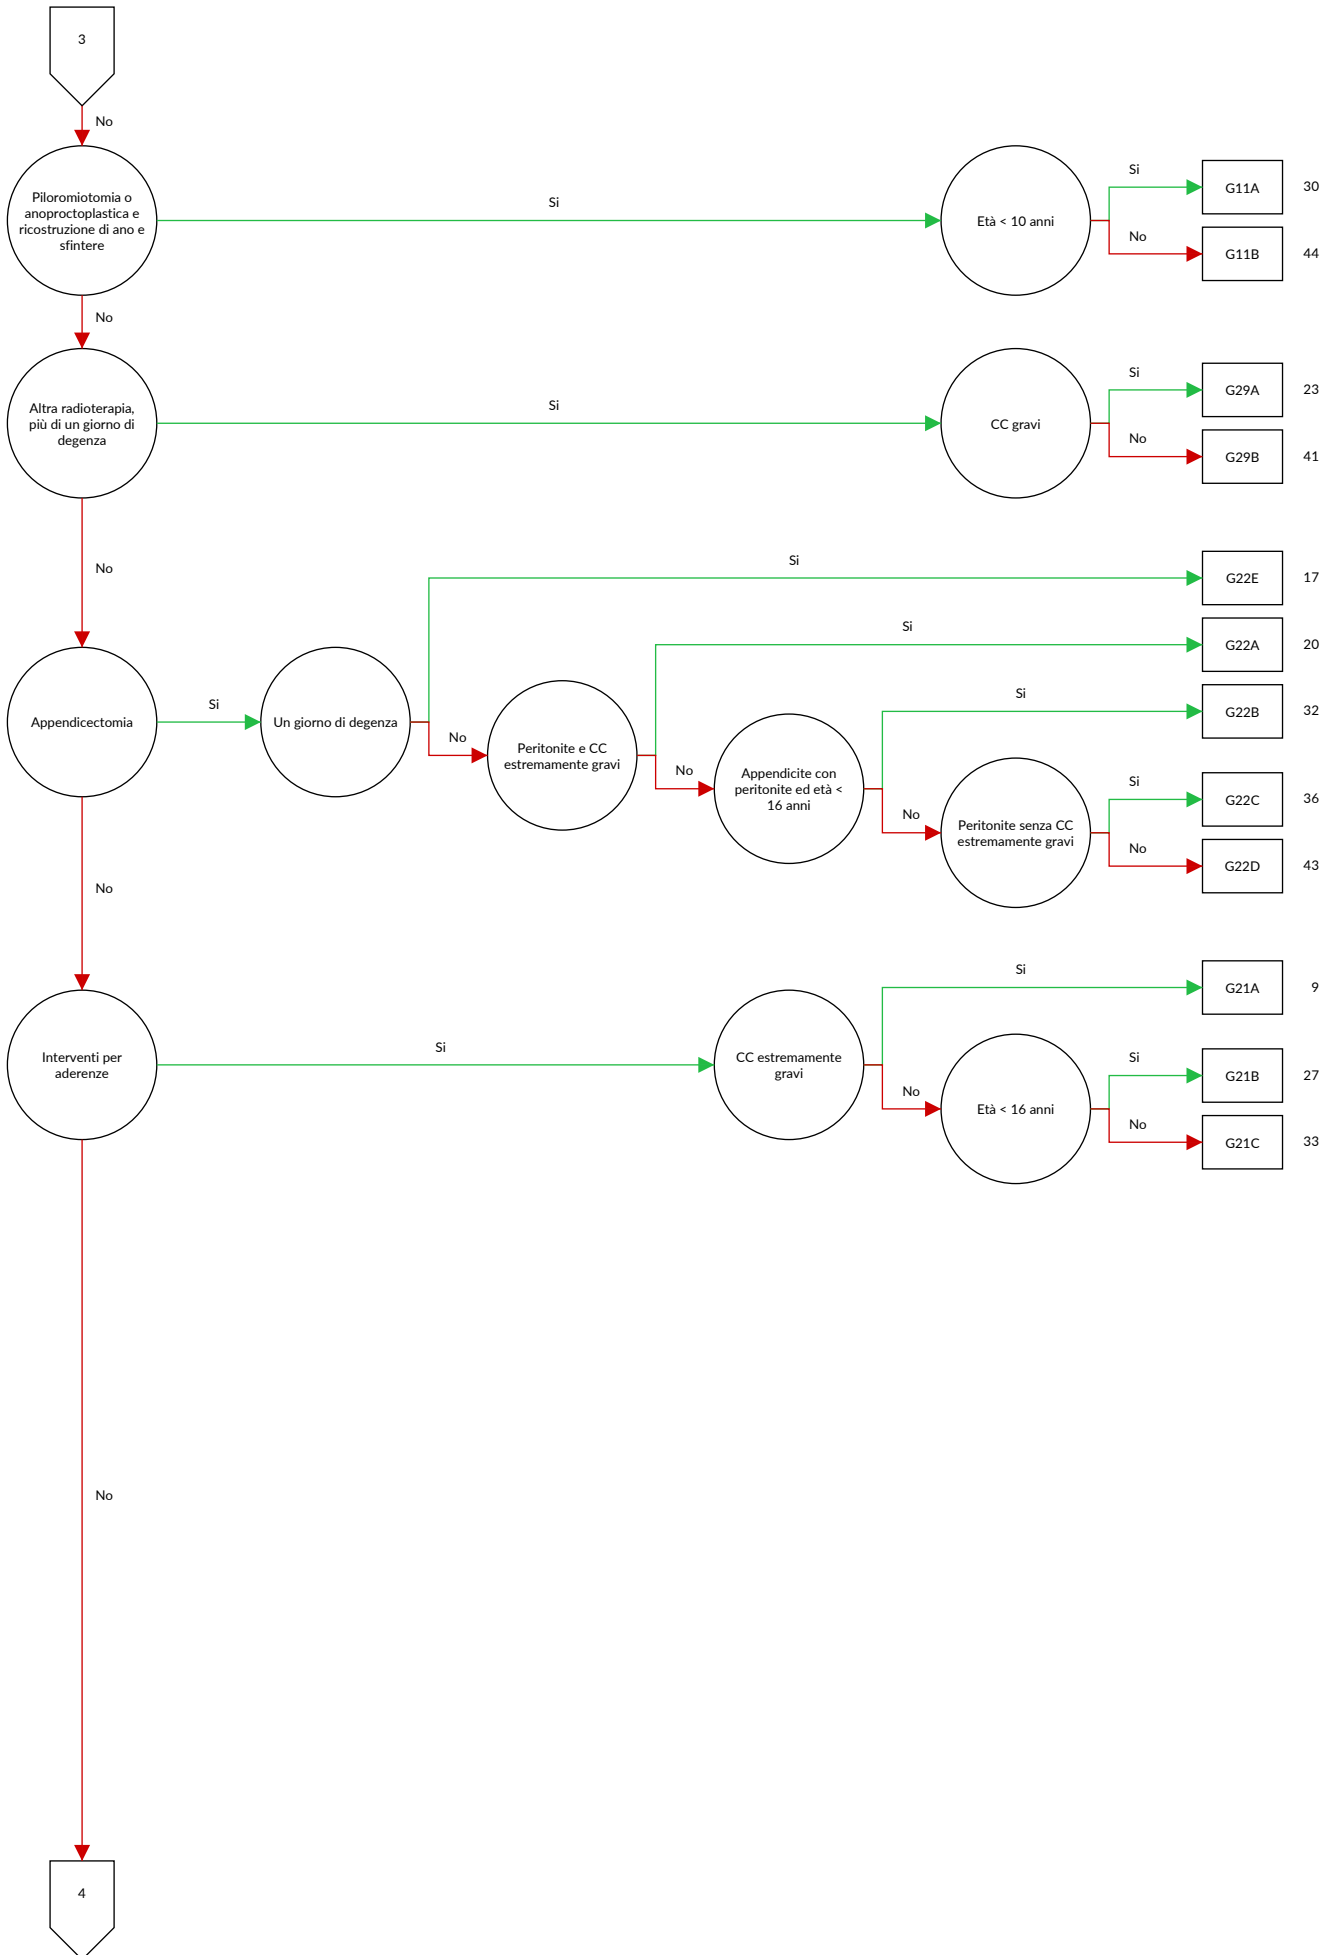 3
No
Piloromiotomia o
anoproctoplastica e
ricostruzione di ano e
sfintere
Si
Età < 10 anni
Si
G11A
30
No
G11B
44
No
Altra radioterapia,
più di un giorno di
degenza
Si
CC gravi
Si
G29A
23
No
G29B
41
No
Appendicectomia
Si
Un giorno di degenza
Si
G22E
17
No
Peritonite e CC
estremamente gravi
Si
G22A
20
No
Appendicite con
peritonite ed età <
16 anni
Si
G22B
32
No
Peritonite senza CC
estremamente gravi
Si
G22C
36
No
G22D
43
No
Interventi per
aderenze
Si
CC estremamente
gravi
Si
G21A
9
No
Età < 16 anni
Si
G21B
27
No
G21C
33
No
4